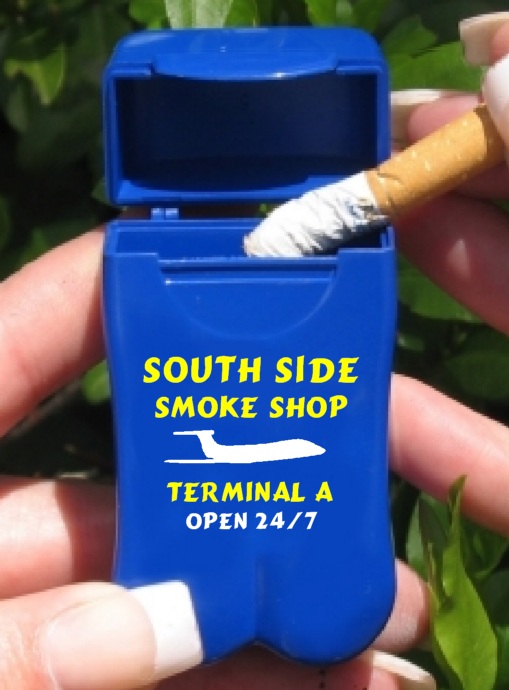 SOUTH SIDE
SMOKE SHOP
TERMINAL A
OPEN 24/7